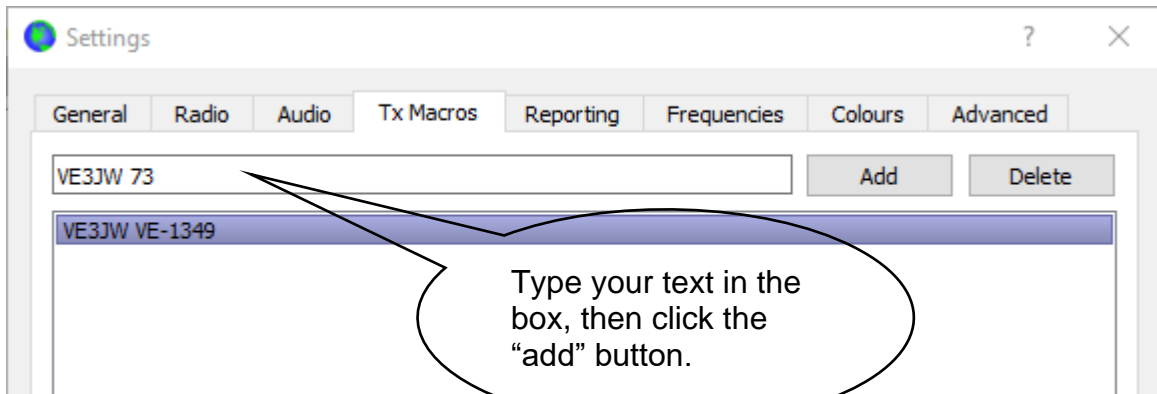 Settings
General Radio Audio Tx Macros Reporting Frequencies Colours Advanced
VE3JW 73 Add Delete
VE3JW VE-1349
Type your text in the
box, then click the
“add” button.